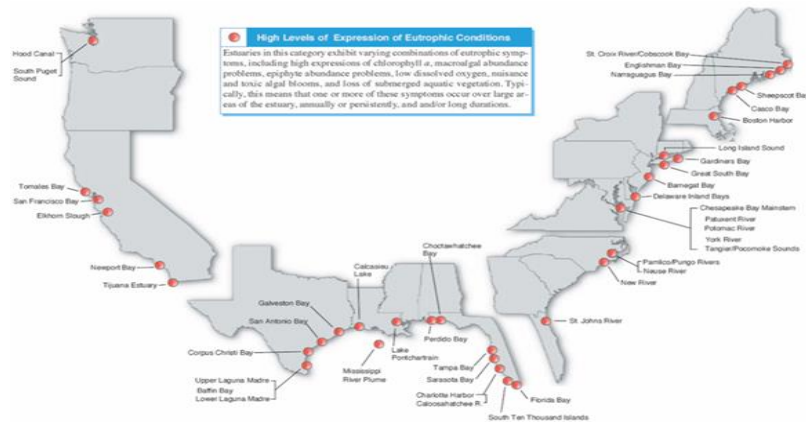 High Levels of Expression of Eutrophic Conditions
Estuaries in this category exhibit varying combinations of eutrophic symp-
toms, including high expressions of chlorophyll a, macroalgal abundance
problems, epiphyte abundance problems, low dissolved oxygen, nuisance
and toxic algal blooms, and loss of submerged aquatic vegetation. Typi-
cally, this means that one or more of these symptoms occur over large ar-
eas of the estuary, annually or persistently, and and/or long durations.
Hood Canal
South Puget
Sound
Tomales Bay
San Francisco Bay
Elkhorn Slough
Newport Bay
Tijuana Estuary
Galveston Bay
San Antonio Bay
Corpus Christi Bay
Upper Laguna Madre
Baffin Bay
Lower Laguna Madre
Calcasieu
Lake
Mississippi
River Plume
Lake
Pontchartrain
Choctawhatchee
Bay
Perdido Bay
Tampa Bay
Sarasota Bay
Charlotte Harbor
Caloosahatchee R.
South Ten Thousand Islands
Florida Bay
St. Johns River
St. Croix River/Cobscook Bay
Englishman Bay
Narraguagus Bay
Sheepscot Ba
Casco Bay
Boston Harbor
Long Island Sound
Gardiners Bay
Great South Bay
Barnegat Bay
Delaware Inland Bays
Chesapeake Bay Mainstem
Patuxent River
Potomac River
York River
Tangier/Pocomoke Sounds
Pamlico/Pungo Rivers
Neuse River
New River